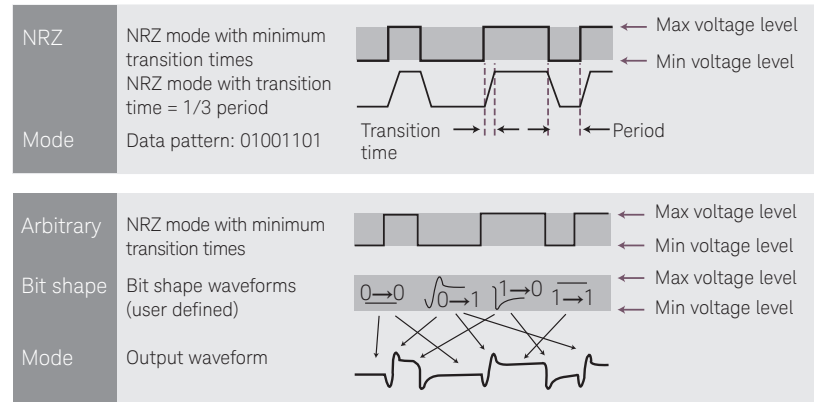 NRZ
NRZ mode with minimum
transition times
NRZ mode with transition
time = 1/3 period
Mode
Data pattern: 01001101
Max voltage level
Min voltage level
Transition
time
Period
Arbitrary
NRZ mode with minimum
transition times
Max voltage level
Min voltage level
Bit shape
Bit shape waveforms
(user defined)
0→0
0→1
1→0
1→1
Max voltage level
Min voltage level
Mode
Output waveform